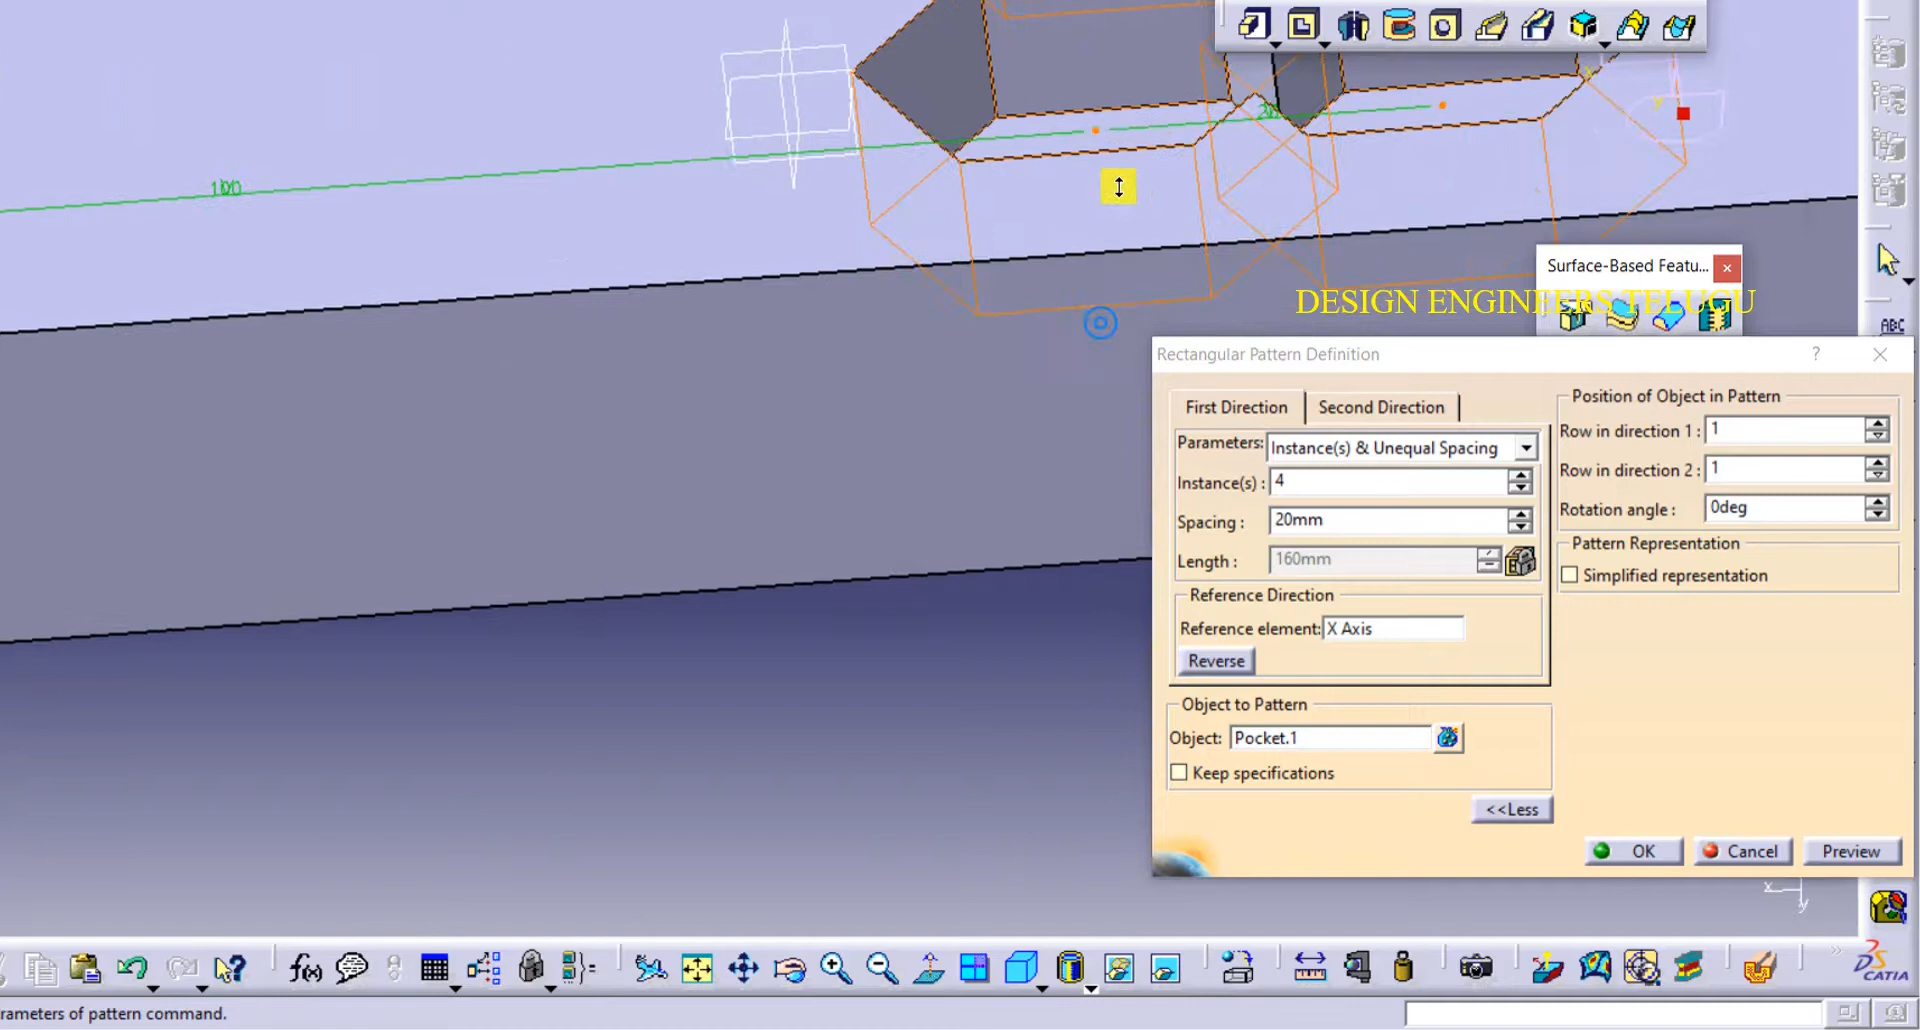 100
20
x
y
Surface-Based Featu...
DESIGN ENGINEERS TELUGU
ABC
Rectangular Pattern Definition
?
First Direction
Second Direction
Parameters: Instance(s) & Unequal Spacing
Instance(s) : 4
Spacing : 20mm
Length : 160mm
Reference Direction
Reference element: X Axis
Reverse
Object to Pattern
Object: Pocket.1
Keep specifications
<<Less
Position of Object in Pattern
Row in direction 1 : 1
Row in direction 2 : 1
Rotation angle : 0deg
Pattern Representation
Simplified representation
OK
Cancel
Preview
x
y
f(x)
CATIA
rameters of pattern command.